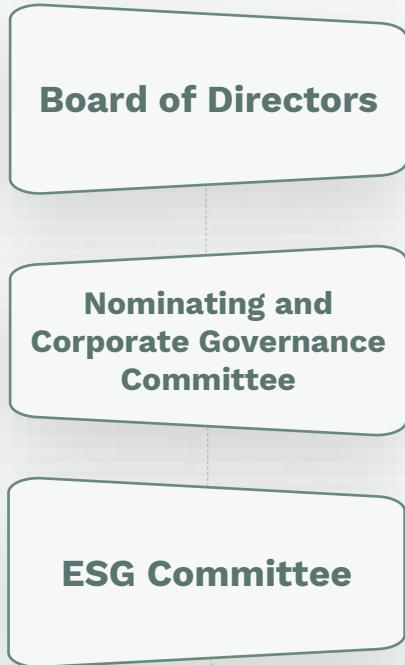 Board of Directors
Nominating and
Corporate Governance
Committee
ESG Committee